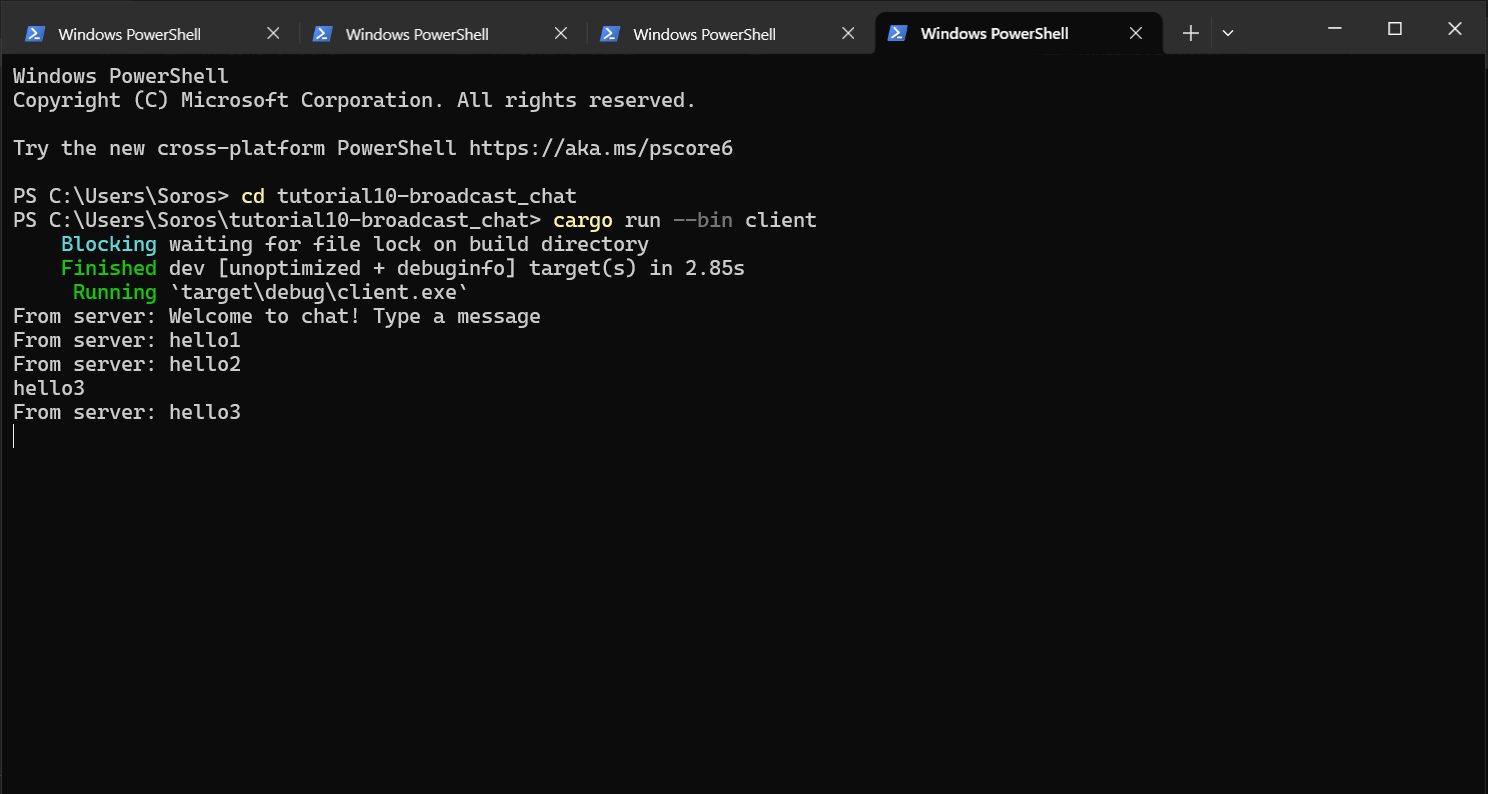 Windows PowerShell
Windows PowerShell
Windows PowerShell
Windows PowerShell
Windows PowerShell
Copyright (C) Microsoft Corporation. All rights reserved.
Try the new cross-platform PowerShell https://aka.ms/pscore6
PS C:\Users\Soros> cd tutorial10-broadcast_chat
PS C:\Users\Soros\tutorial10-broadcast_chat> cargo run --bin client
    Blocking waiting for file lock on build directory
    Finished dev [unoptimized + debuginfo] target(s) in 2.85s
     Running `target\debug\client.exe`
From server: Welcome to chat! Type a message
From server: hello1
From server: hello2
hello3
From server: hello3